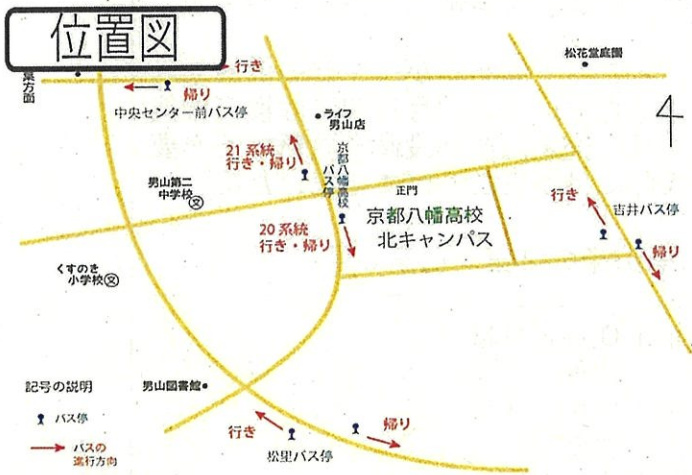 位置図
行き
松花堂庭園
帰り
中央センター前バス停
ライフ
男山店
21系統
行き・帰り
京都八幡高校
バス停
男山第二
中学校
正門
京都八幡高校
北キャンパス
行き
吉井バス停
帰り
20系統
行き・帰り
くすのき
小学校
記号の説明
バス停
バスの
進行方向
男山図書館
行き
帰り
松里バス停